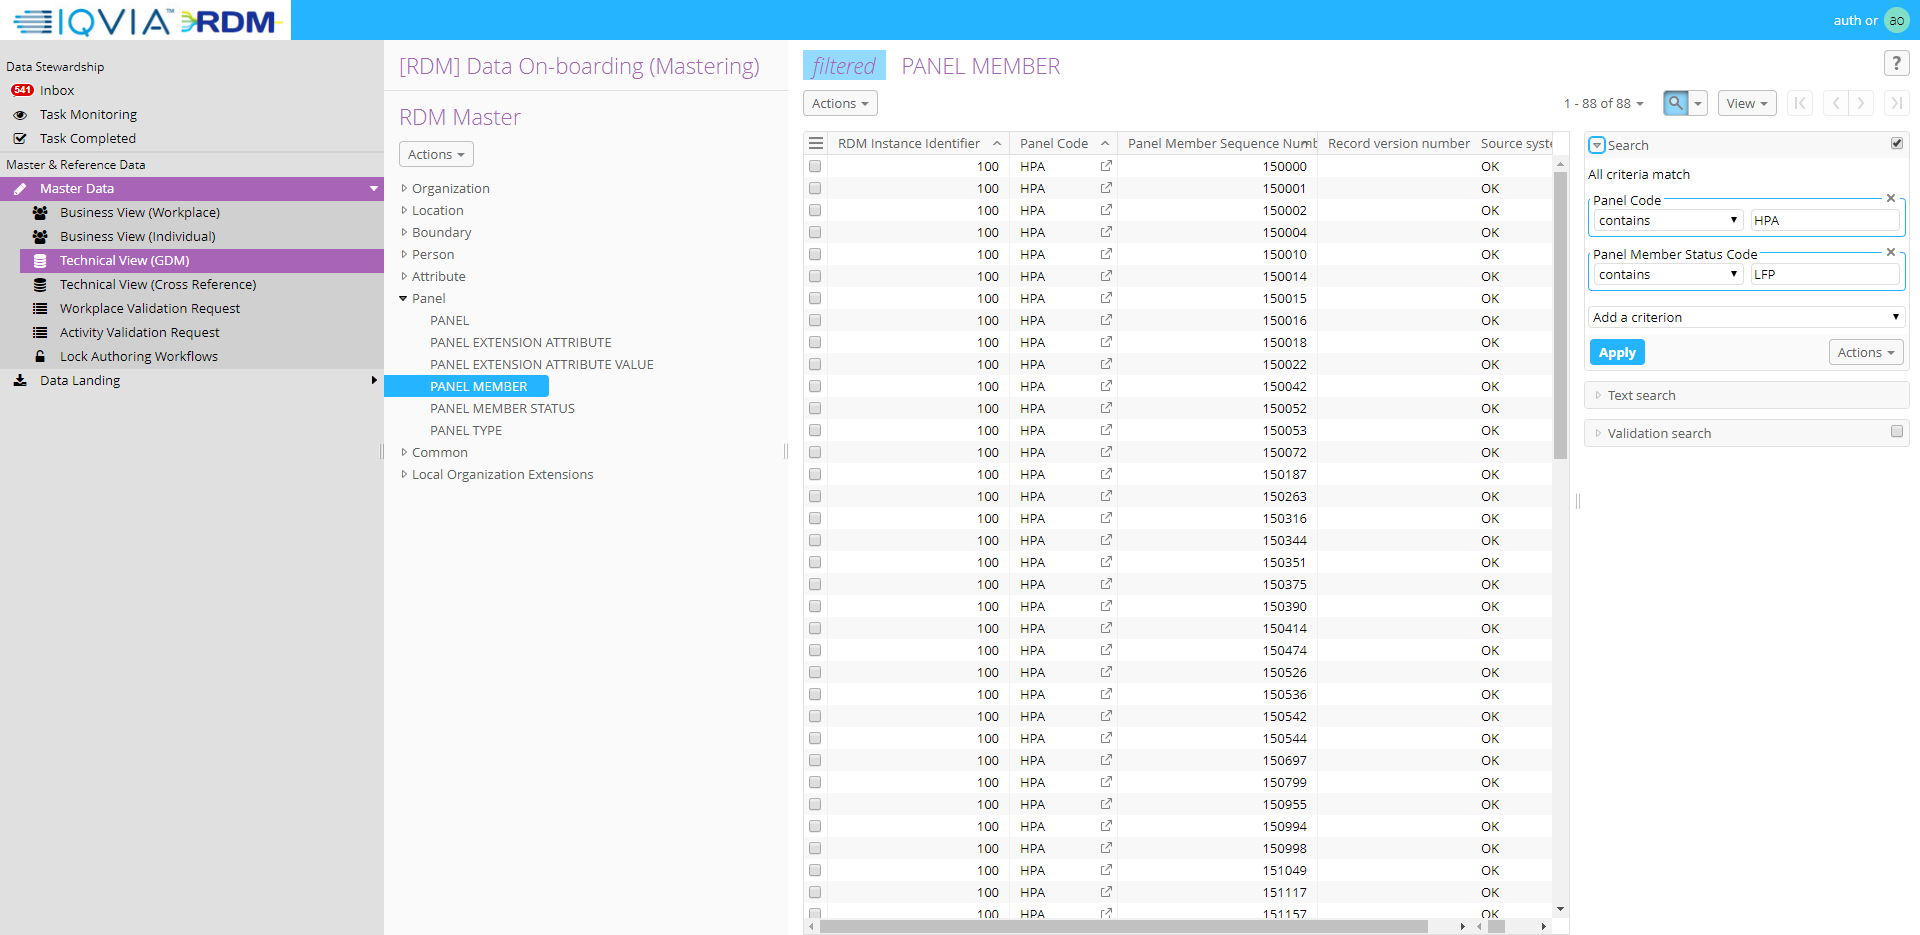 IQVIA™ RDM
auth or ao
Data Stewardship
541 Inbox
Task Monitoring
Task Completed
Master & Reference Data
Master Data
Business View (Workplace)
Business View (Individual)
Technical View (GDM)
Technical View (Cross Reference)
Workplace Validation Request
Activity Validation Request
Lock Authoring Workflows
Data Landing
[RDM] Data On-boarding (Mastering)
RDM Master
Actions
Organization
Location
Boundary
Person
Attribute
Panel
PANEL
PANEL EXTENSION ATTRIBUTE
PANEL EXTENSION ATTRIBUTE VALUE
PANEL MEMBER
PANEL MEMBER STATUS
PANEL TYPE
Common
Local Organization Extensions
filtered PANEL MEMBER
?
Actions 1 - 88 of 88 View
RDM Instance Identifier Panel Code Panel Member Sequence Numb Record version number Source syste
100 HPA 150000 OK
100 HPA 150001 OK
100 HPA 150002 OK
100 HPA 150004 OK
100 HPA 150010 OK
100 HPA 150014 OK
100 HPA 150015 OK
100 HPA 150016 OK
100 HPA 150018 OK
100 HPA 150022 OK
100 HPA 150042 OK
100 HPA 150052 OK
100 HPA 150053 OK
100 HPA 150072 OK
100 HPA 150187 OK
100 HPA 150263 OK
100 HPA 150316 OK
100 HPA 150344 OK
100 HPA 150351 OK
100 HPA 150375 OK
100 HPA 150390 OK
100 HPA 150414 OK
100 HPA 150474 OK
100 HPA 150526 OK
100 HPA 150536 OK
100 HPA 150542 OK
100 HPA 150544 OK
100 HPA 150697 OK
100 HPA 150799 OK
100 HPA 150955 OK
100 HPA 150994 OK
100 HPA 150998 OK
100 HPA 151049 OK
100 HPA 151117 OK
100 HPA 151157 OK
Search
All criteria match
Panel Code
contains HPA
Panel Member Status Code
contains LFP
Add a criterion
Apply Actions
Text search
Validation search